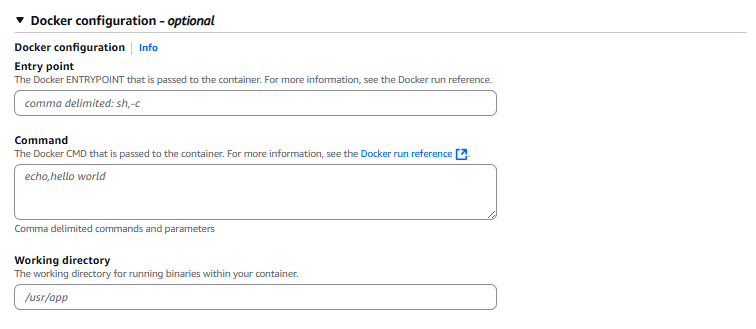 Docker configuration - optional
Docker configuration Info
Entry point
The Docker ENTRYPOINT that is passed to the container. For more information, see the Docker run reference.
comma delimited: sh,-c
Command
The Docker CMD that is passed to the container. For more information, see the Docker run reference.
echo,hello world
Comma delimited commands and parameters
Working directory
The working directory for running binaries within your container.
/usr/app